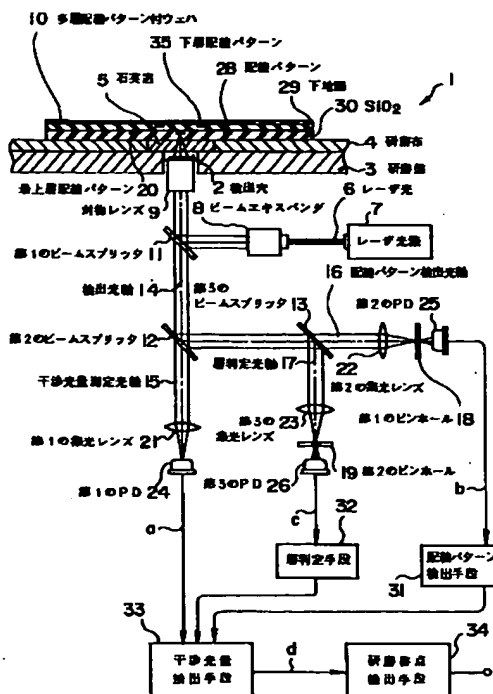 10 多層配線パターン付ウェハ
35 下層配線パターン
5 石英窓
28 配線パターン
29 下地
30 SiO2
1
4 研磨布
3 研磨盤
最上層配線パターン 20
2 検出穴
対物レンズ 9
6 レーザ光
8 ビームエキスパンダ
7
レーザ光源
第1のビームスプリッタ 11
検出光軸 14
第3のビームスプリッタ 13
16 配線パターン検出光軸
第2のPD 25
第2のビームスプリッタ 12
層判定光軸 17
干渉光量測定光軸 15
22
第2の集光レンズ
18
第1のピンホール
第1の集光レンズ 21
第3の集光レンズ 23
19 第2のピンホール
第1のPD 24
第3のPD 26
a
c
b
32
層判定手段
配線パターン検出手段
31
33
干渉光量抽出手段
d
34
研磨終点検出手段